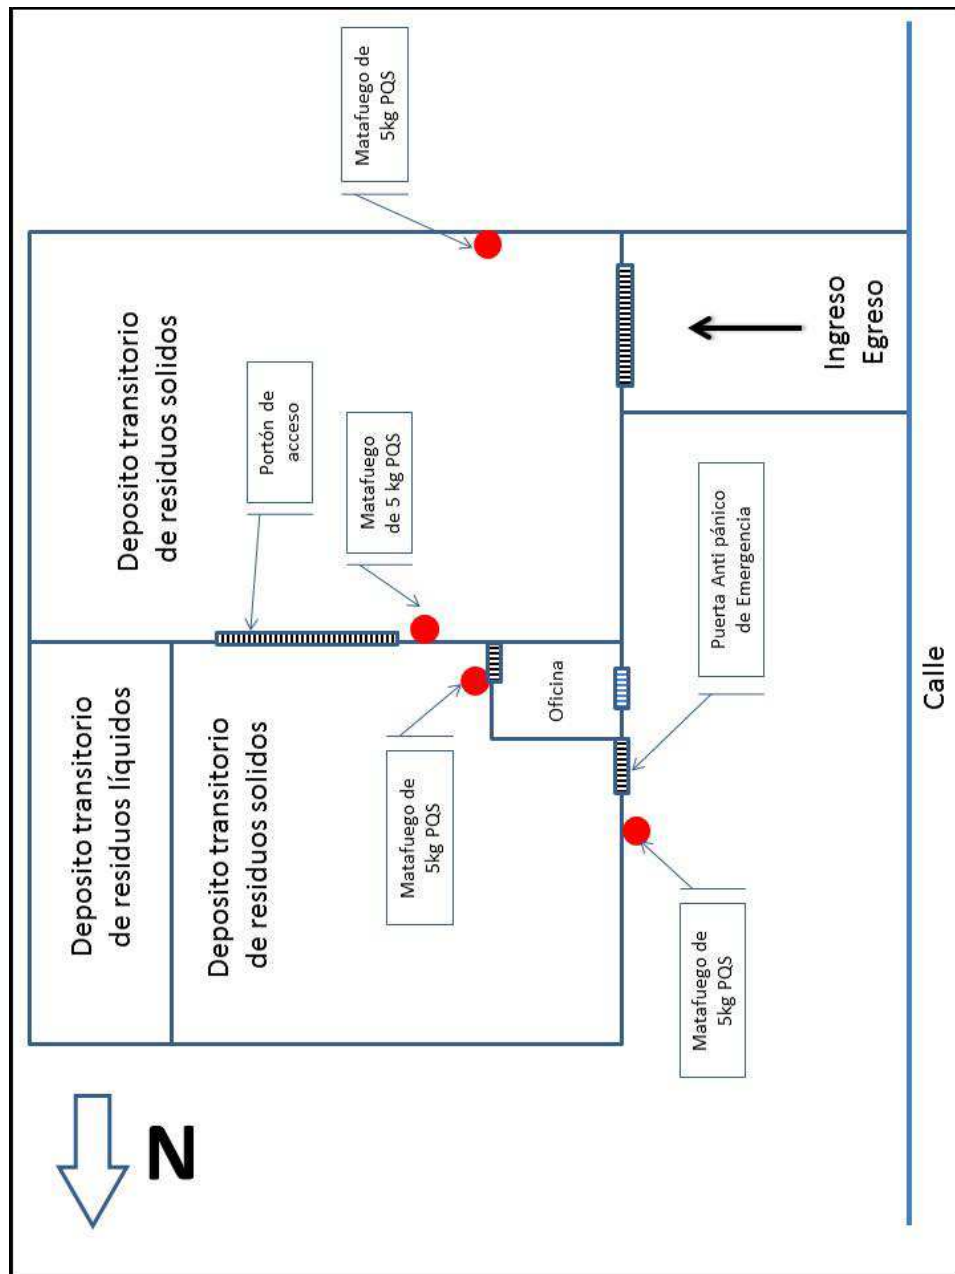 Matafuego de
5kg PQS
Deposito transitorio
de residuos solidos
Portón de
acceso
Matafuego
de 5 kg PQS
Ingreso
Egreso
Deposito transitorio
de residuos líquidos
Deposito transitorio
de residuos solidos
Oficina
Puerta Anti pánico
de Emergencia
Matafuego de
5kg PQS
Matafuego de
5kg PQS
Calle
N